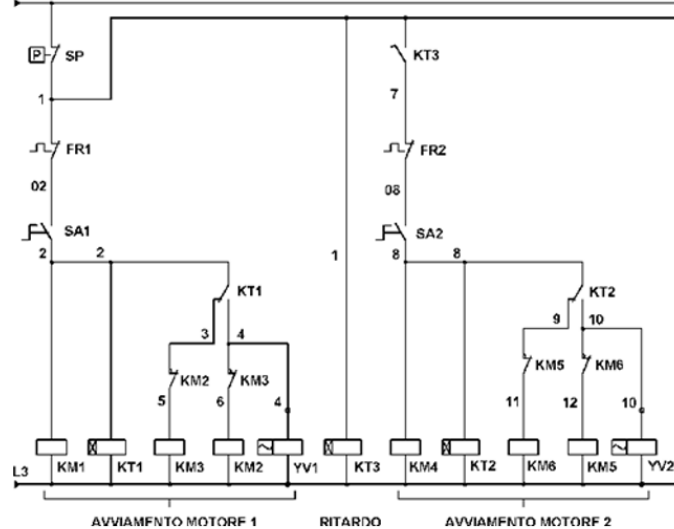 P SP KT3
1 7
FR1 FR2
02 08
SA1 SA2
2 2 1 8 8
KT1 KT2
3 4 9 10
KM2 KM3 KM5 KM6
5 6 4 11 12 10
L3 KM1 KT1 KM3 KM2 YV1 KT3 KM4 KT2 KM6 KM5 YV2
AVVIAMENTO MOTORE 1 RITARDO AVVIAMENTO MOTORE 2